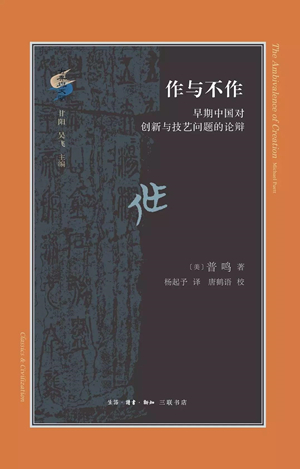 作与不作
早期中国对
创新与技艺问题的论辩
甘阳 吴飞 主编
The Ambivalence of Creation
Michael Puett
作
[美] 普鸣 著
杨起予 译 唐鹤语 校
Classics & Civilization
生活·读书·新知 三联书店